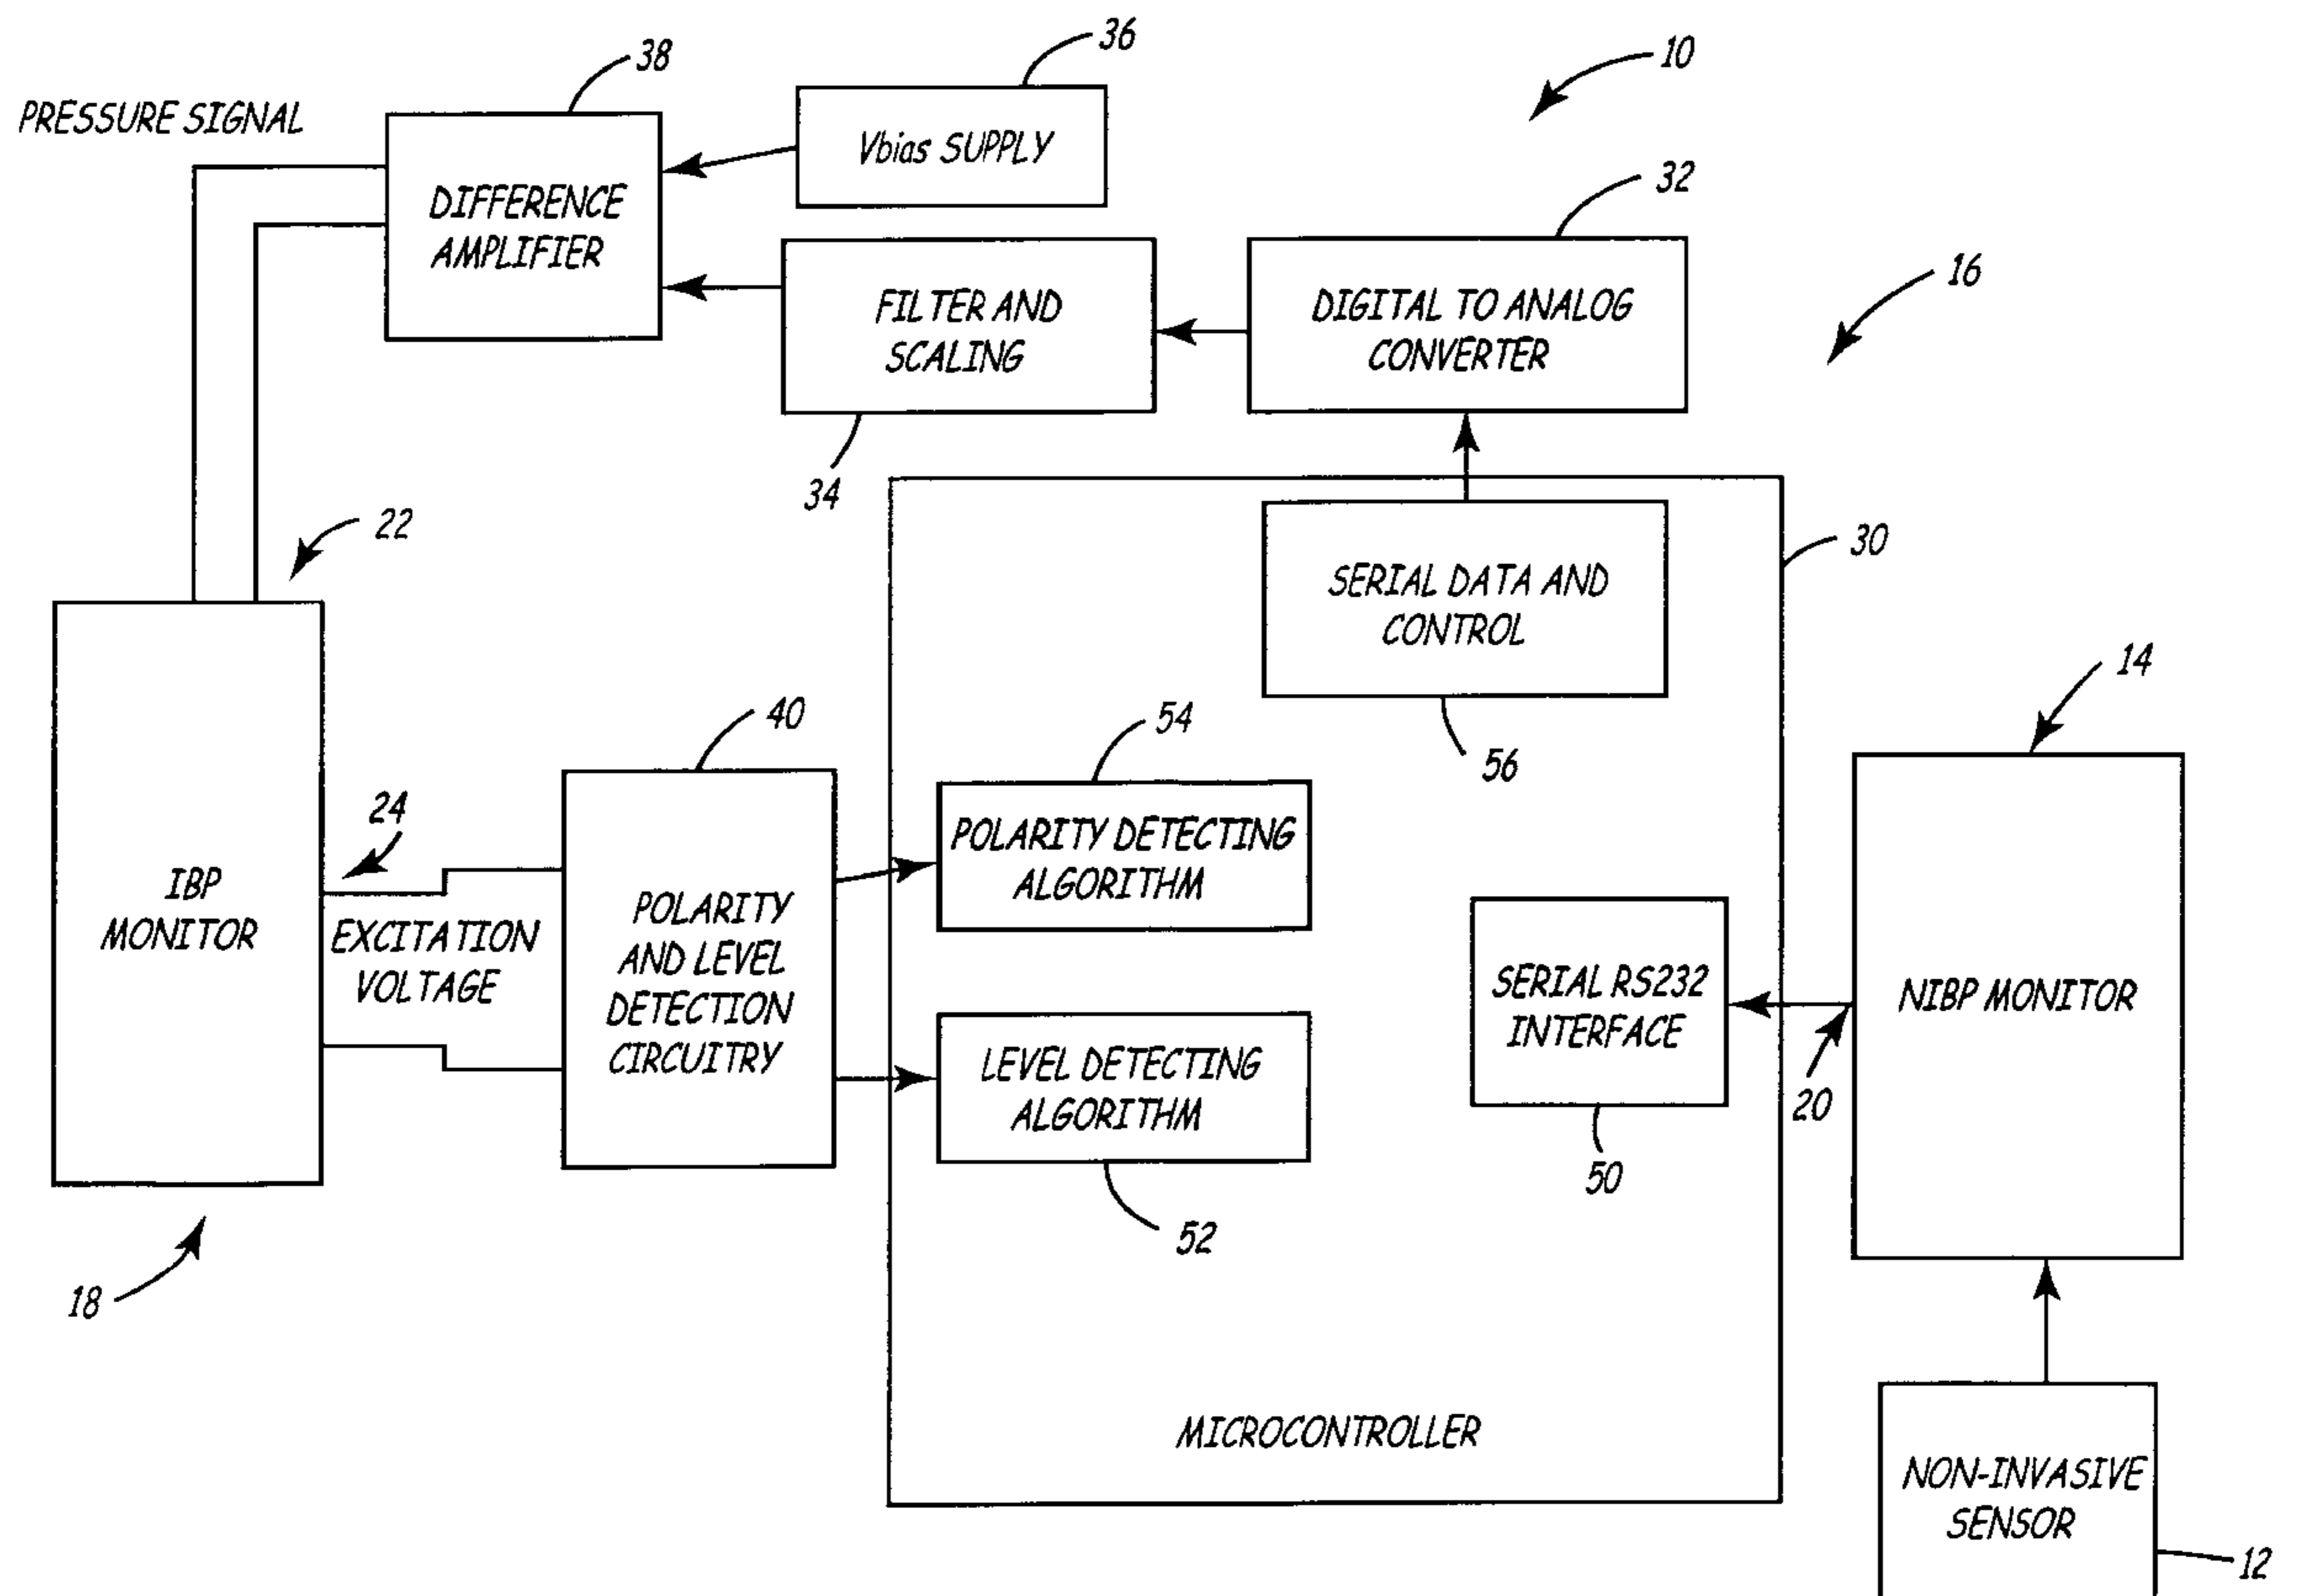 36
38
10
PRESSURE SIGNAL
Vbias SUPPLY
DIFFERENCE
AMPLIFIER
32
16
FILTER AND
SCALING
DIGITAL TO ANALOG
CONVERTER
34
22
30
SERIAL DATA AND
CONTROL
14
40
54
56
24
POLARITY DETECTING
ALGORITHM
IBP
MONITOR
EXCITATION
VOLTAGE
POLARITY
AND LEVEL
DETECTION
CIRCUITRY
SERIAL RS232
INTERFACE
NIBP MONITOR
LEVEL DETECTING
ALGORITHM
20
50
52
18
MICROCONTROLLER
NON-INVASIVE
SENSOR
12